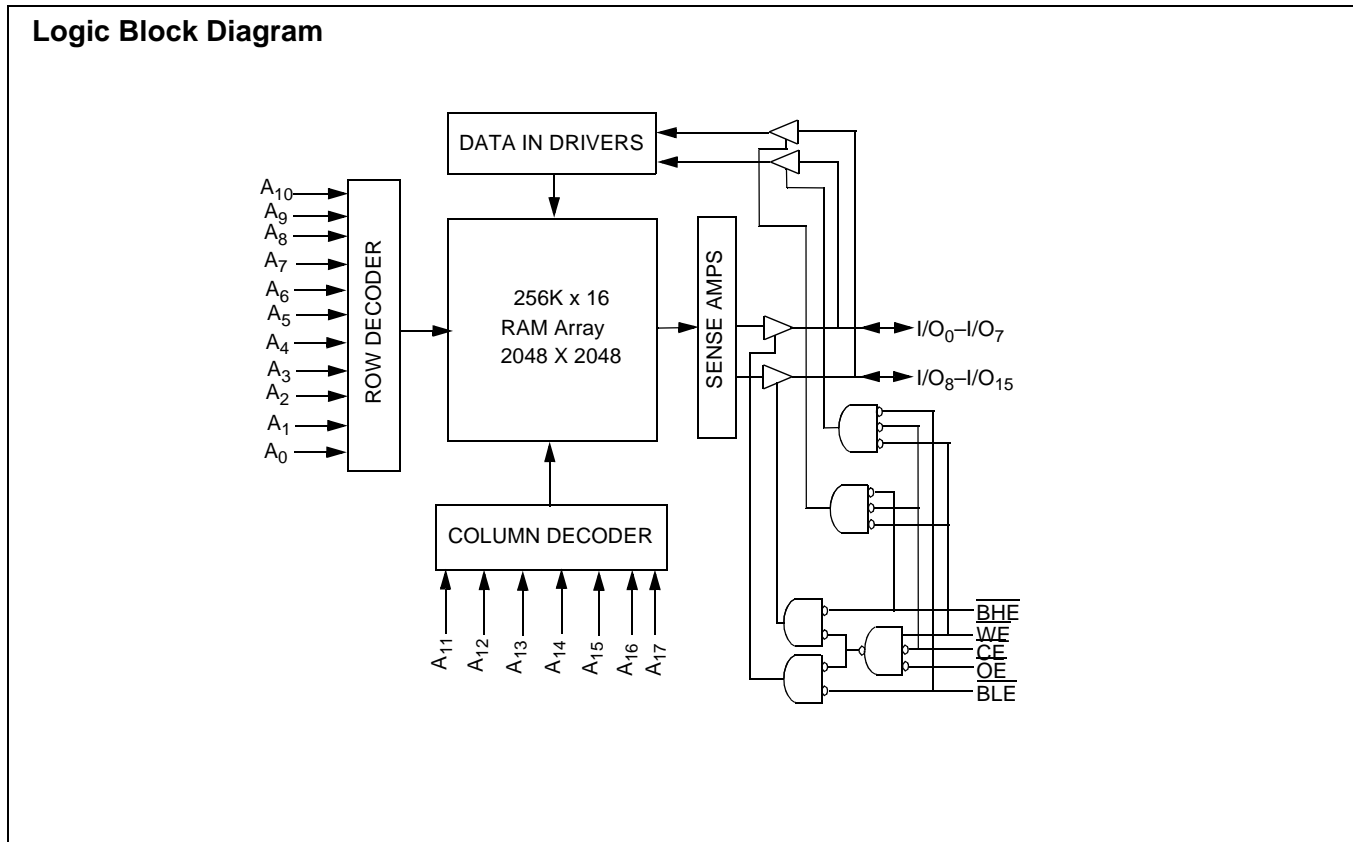 Logic Block Diagram
DATA IN DRIVERS
A10
A9
A8
A7
A6
A5
A4
A3
A2
A1
A0
ROW DECODER
256K x 16
RAM Array
2048 X 2048
SENSE AMPS
I/O0–I/O7
I/O8–I/O15
COLUMN DECODER
A11
A12
A13
A14
A15
A16
A17
BHE
WE
CE
OE
BLE